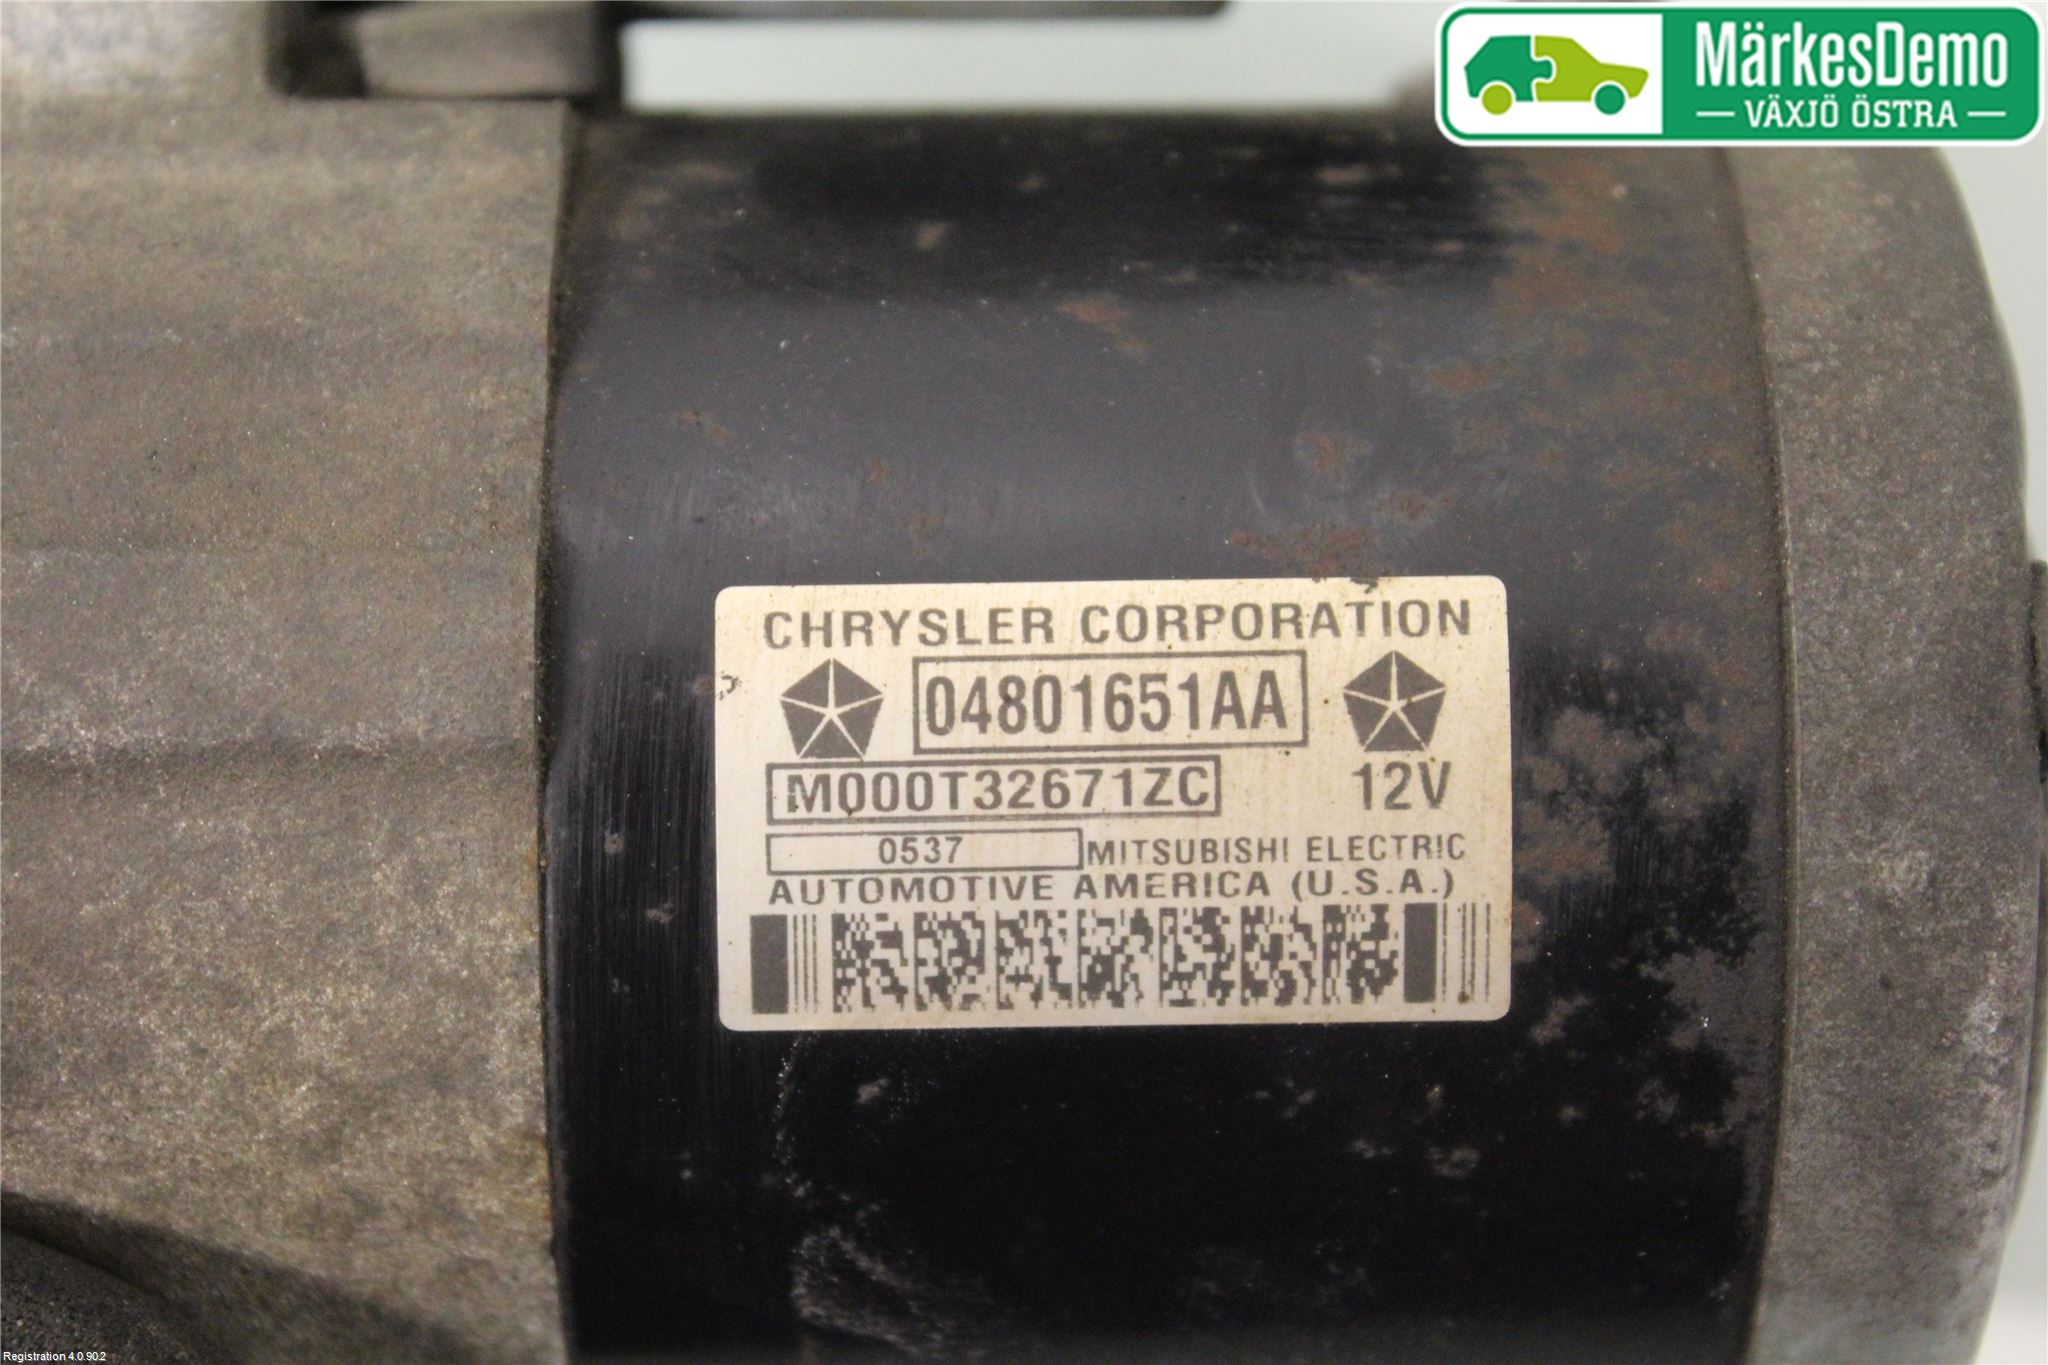 MärkesDemo
VÄXJÖ ÖSTRA
CHRYSLER CORPORATION
04801651AA
M000T32671ZC 12V
0537 MITSUBISHI ELECTRIC
AUTOMOTIVE AMERICA (U.S.A.)
Registration 4.0.90.2